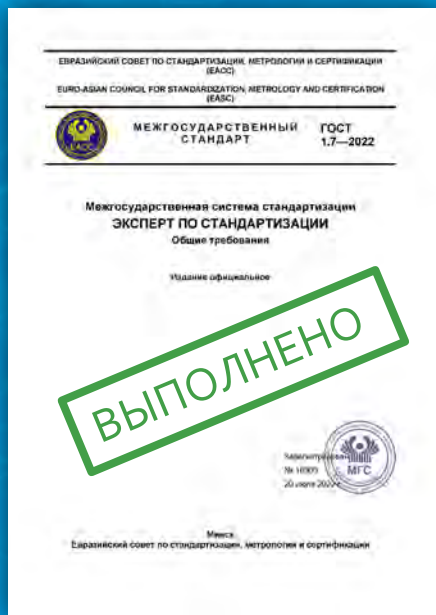 ЕВРАЗИЙСКИЙ СОВЕТ ПО СТАНДАРТИЗАЦИИ, МЕТРОЛОГИИ И СЕРТИФИКАЦИИ
(ЕАСС)
EURO-ASIAN COUNCIL FOR STANDARDIZATION, METROLOGY AND CERTIFICATION
(EASC)
МЕЖГОСУДАРСТВЕННЫЙ
СТАНДАРТ
ГОСТ
1.7—2022
ЕАСС
Межгосударственная система стандартизации
ЭКСПЕРТ ПО СТАНДАРТИЗАЦИИ
Общие требования
Издание официальное
ВЫПОЛНЕНО
МГС
Минск
Евразийский совет по стандартизации, метрологии и сертификации